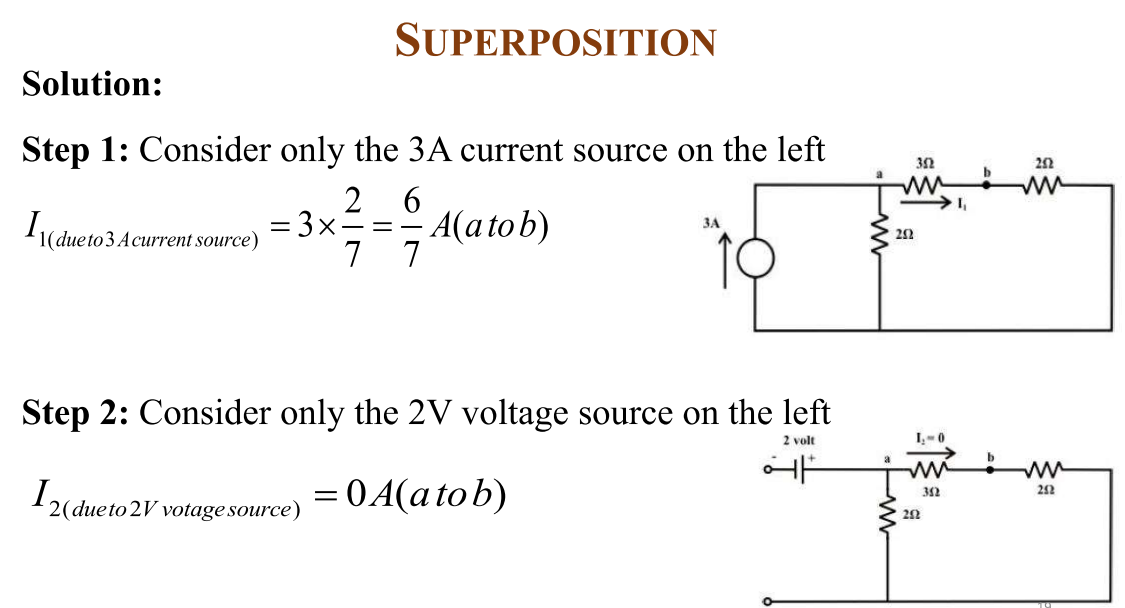 SUPERPOSITION
Solution:
Step 1: Consider only the 3A current source on the left
I1(due to 3 A current source) = 3 × 2/7 = 6/7 A(a to b)
3Ω
2Ω
a
b
I1
3A
2Ω
Step 2: Consider only the 2V voltage source on the left
2 volt
- +
I2 = 0
a
b
3Ω
2Ω
2Ω
I2(due to 2V votage source) = 0 A(a to b)